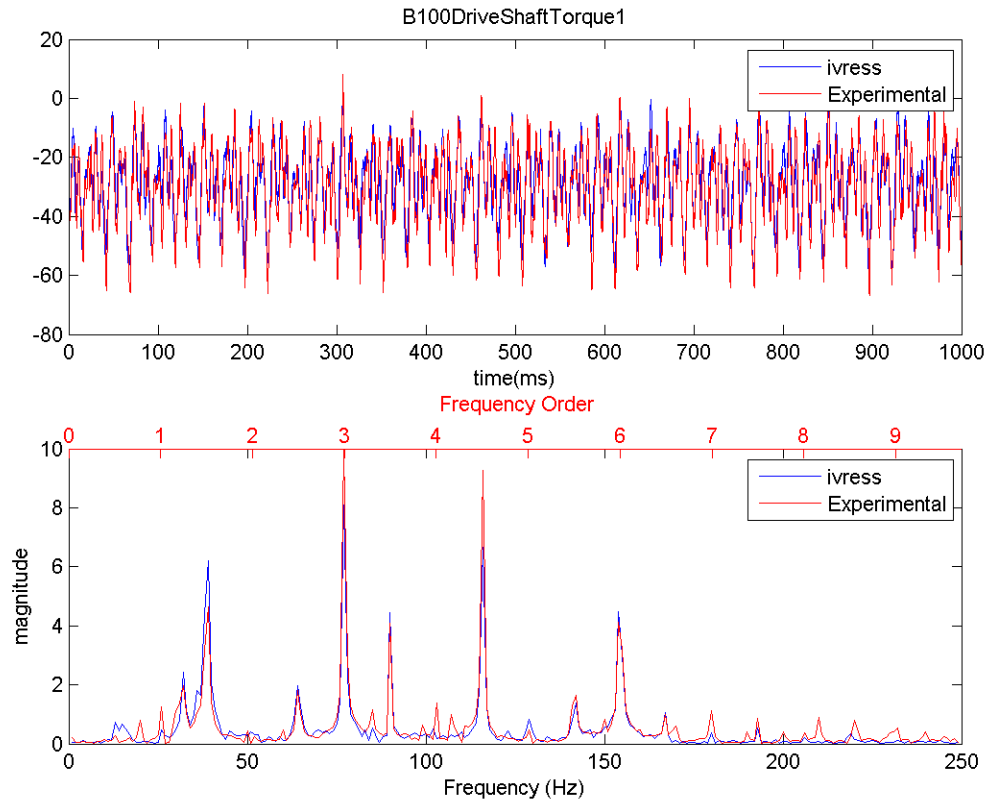 B100DriveShaftTorque1
20
0
-20
-40
-60
-80
ivress
Experimental
0 100 200 300 400 500 600 700 800 900 1000
time(ms)
Frequency Order
0 1 2 3 4 5 6 7 8 9
10
8
6
4
2
0
magnitude
ivress
Experimental
0 50 100 150 200 250
Frequency (Hz)